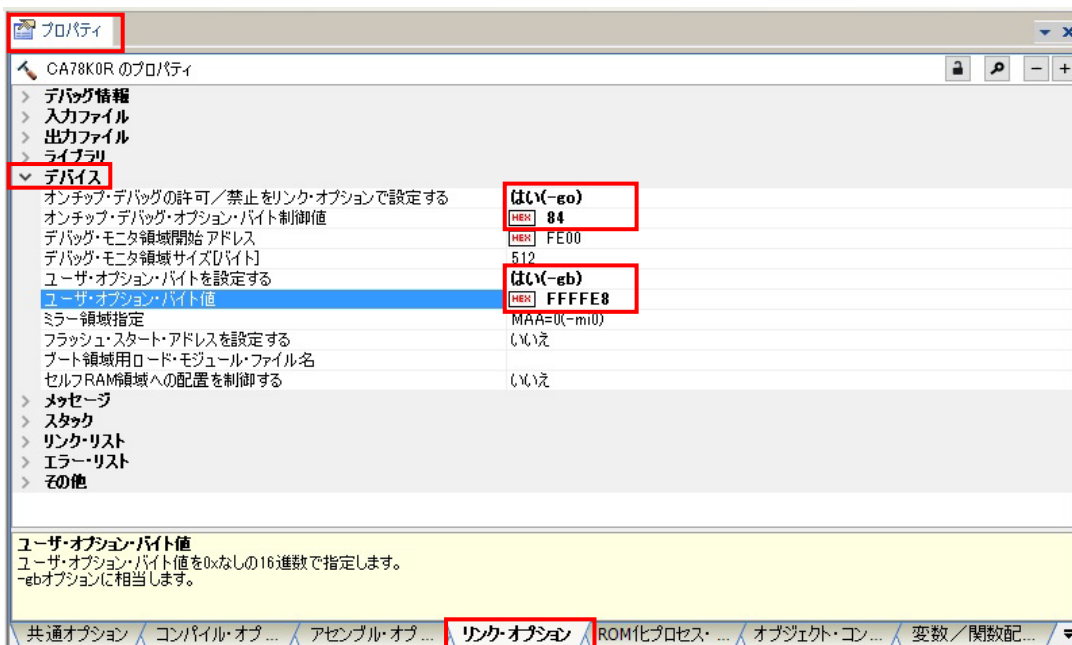 プロパティ
CA78K0R のプロパティ
デバッグ情報
入力ファイル
出力ファイル
ライブラリ
デバイス
オンチップ・デバッグの許可/禁止をリンク・オプションで設定する はい(-go)
オンチップ・デバッグ・オプション・バイト制御値 HEX 84
デバッグ・モニタ領域開始アドレス HEX FE00
デバッグ・モニタ領域サイズ[バイト] 512
ユーザ・オプション・バイトを設定する はい(-gb)
ユーザ・オプション・バイト値 HEX FFFFE8
ミラー領域指定 MAA=0(-mi0)
フラッシュ・スタート・アドレスを設定する いいえ
ブート領域用ロード・モジュール・ファイル名
セルフRAM領域への配置を制御する いいえ
メッセージ
スタック
リンク・リスト
エラー・リスト
その他
ユーザ・オプション・バイト値
ユーザ・オプション・バイト値を0xなしの16進数で指定します。
-gbオプションに相当します。
共通オプション コンパイル・オプ... アセンブル・オプ... リンク・オプション ROM化プロセス・... オブジェクト・コン... 変数/関数配...